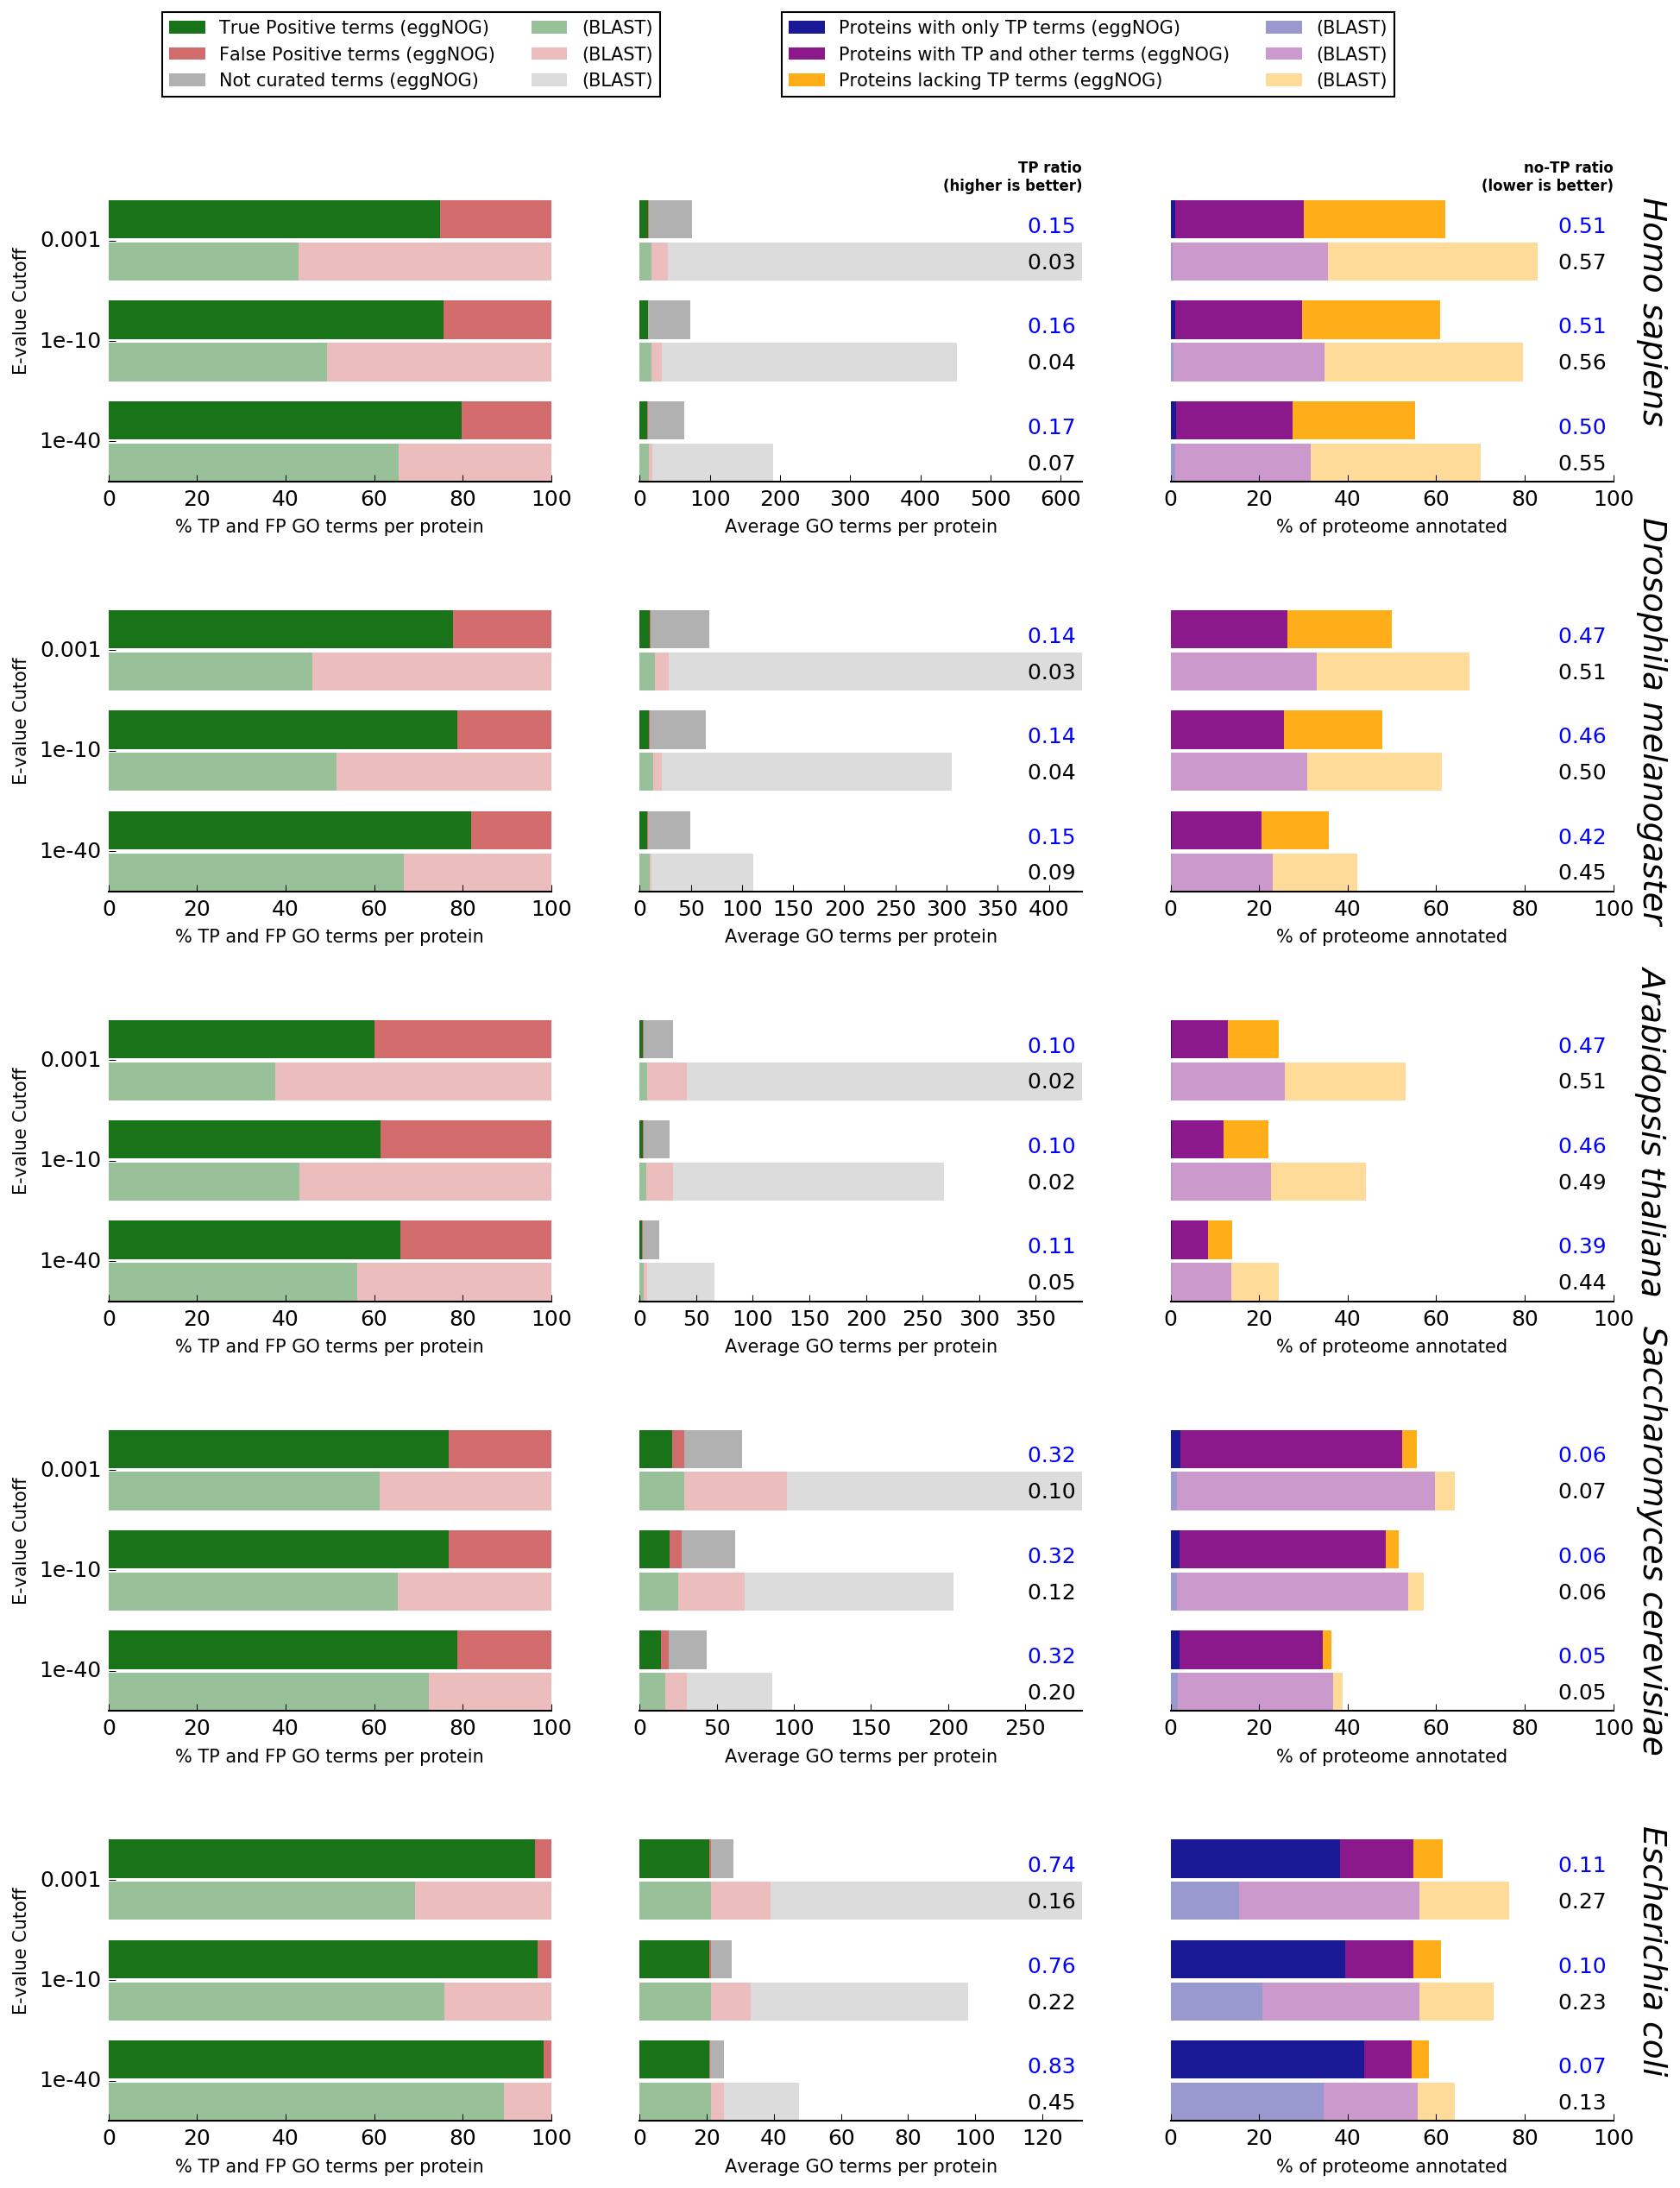 True Positive terms (eggNOG) (BLAST)
False Positive terms (eggNOG) (BLAST)
Not curated terms (eggNOG) (BLAST)
Proteins with only TP terms (eggNOG) (BLAST)
Proteins with TP and other terms (eggNOG) (BLAST)
Proteins lacking TP terms (eggNOG) (BLAST)
TP ratio
(higher is better)
no-TP ratio
(lower is better)
Homo sapiens
E-value Cutoff
0.001
1e-10
1e-40
0 20 40 60 80 100
% TP and FP GO terms per protein
0.15
0.03
0.16
0.04
0.17
0.07
0 100 200 300 400 500 600
Average GO terms per protein
0.51
0.57
0.51
0.56
0.50
0.55
0 20 40 60 80 100
% of proteome annotated
Drosophila melanogaster
E-value Cutoff
0.001
1e-10
1e-40
0 20 40 60 80 100
% TP and FP GO terms per protein
0.14
0.03
0.14
0.04
0.15
0.09
0 50 100 150 200 250 300 350 400
Average GO terms per protein
0.47
0.51
0.46
0.50
0.42
0.45
0 20 40 60 80 100
% of proteome annotated
Arabidopsis thaliana
E-value Cutoff
0.001
1e-10
1e-40
0 20 40 60 80 100
% TP and FP GO terms per protein
0.10
0.02
0.10
0.02
0.11
0.05
0 50 100 150 200 250 300 350
Average GO terms per protein
0.47
0.51
0.46
0.49
0.39
0.44
0 20 40 60 80 100
% of proteome annotated
Saccharomyces cerevisiae
E-value Cutoff
0.001
1e-10
1e-40
0 20 40 60 80 100
% TP and FP GO terms per protein
0.32
0.10
0.32
0.12
0.32
0.20
0 50 100 150 200 250
Average GO terms per protein
0.06
0.07
0.06
0.06
0.05
0.05
0 20 40 60 80 100
% of proteome annotated
Escherichia coli
E-value Cutoff
0.001
1e-10
1e-40
0 20 40 60 80 100
% TP and FP GO terms per protein
0.74
0.16
0.76
0.22
0.83
0.45
0 20 40 60 80 100 120
Average GO terms per protein
0.11
0.27
0.10
0.23
0.07
0.13
0 20 40 60 80 100
% of proteome annotated